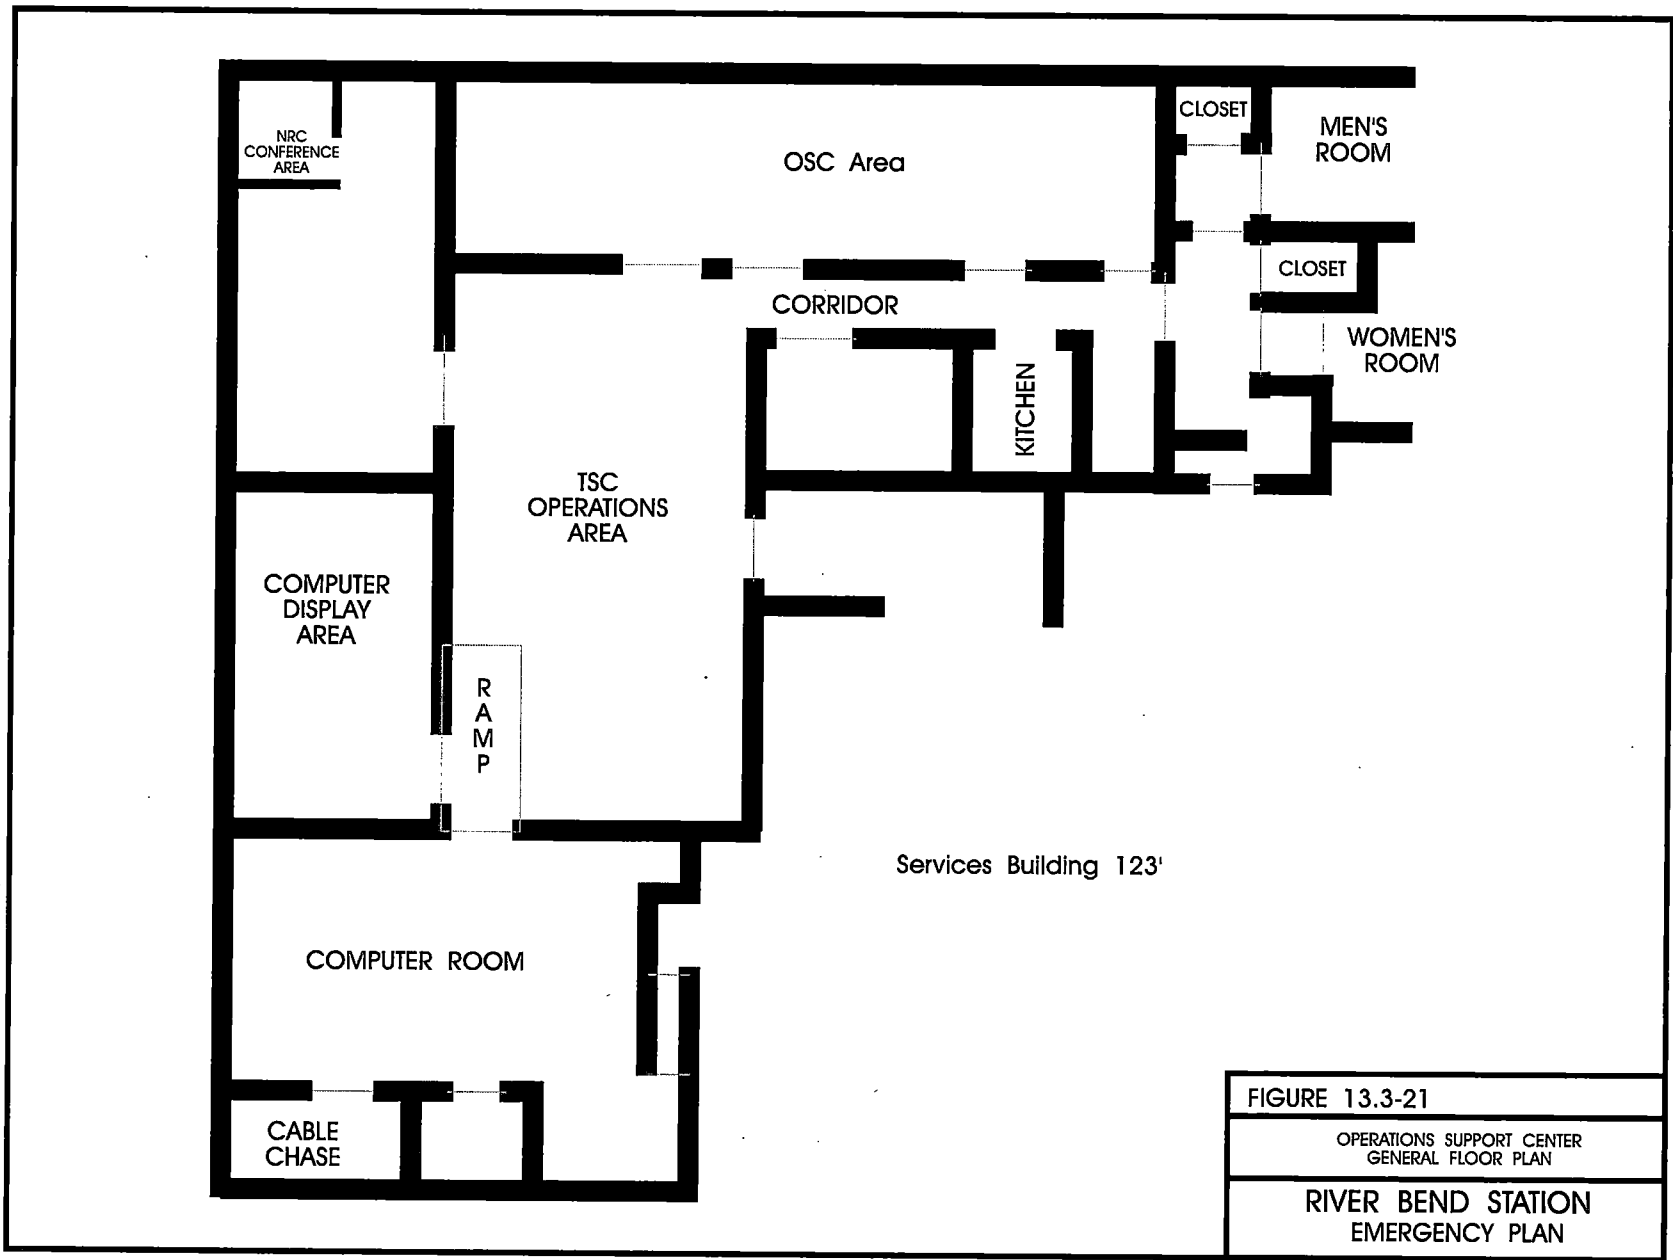 CLOSET
MEN'S
ROOM
NRC
CONFERENCE
AREA
OSC Area
CLOSET
CORRIDOR
WOMEN'S
ROOM
KITCHEN
TSC
OPERATIONS
AREA
COMPUTER
DISPLAY
AREA
RAMP
Services Building 123'
COMPUTER ROOM
CABLE
CHASE
FIGURE 13.3-21
OPERATIONS SUPPORT CENTER
GENERAL FLOOR PLAN
RIVER BEND STATION
EMERGENCY PLAN